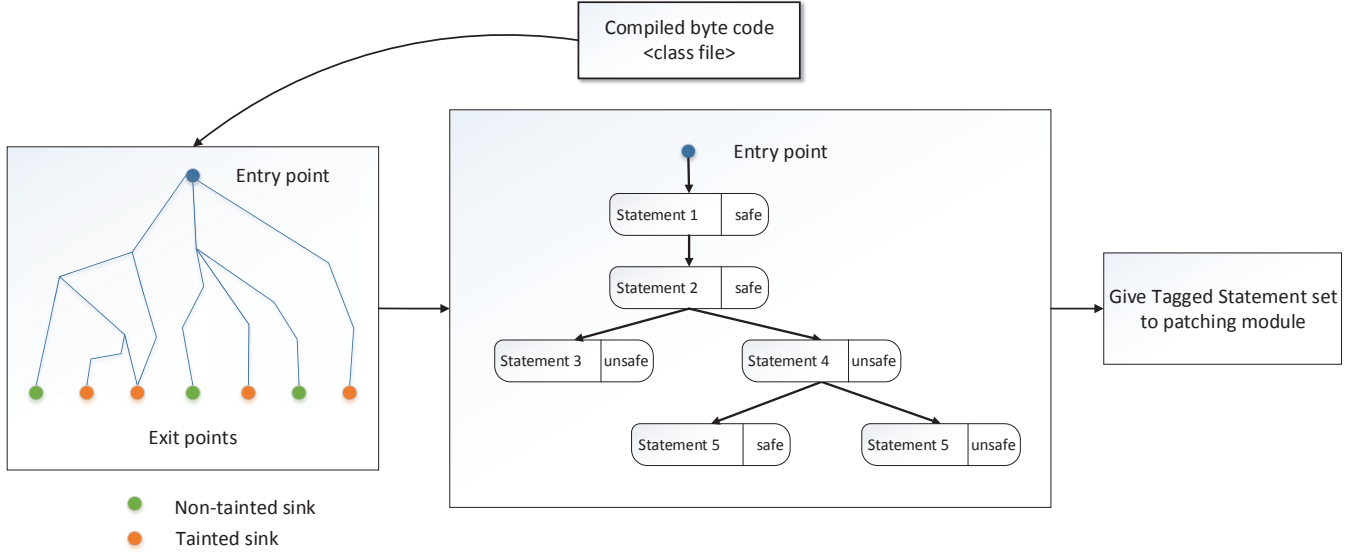 Compiled byte code
<class file>
Entry point
Exit points
Non-tainted sink
Tainted sink
Entry point
Statement 1 safe
Statement 2 safe
Statement 3 unsafe
Statement 4 unsafe
Statement 5 safe
Statement 5 unsafe
Give Tagged Statement set
to patching module